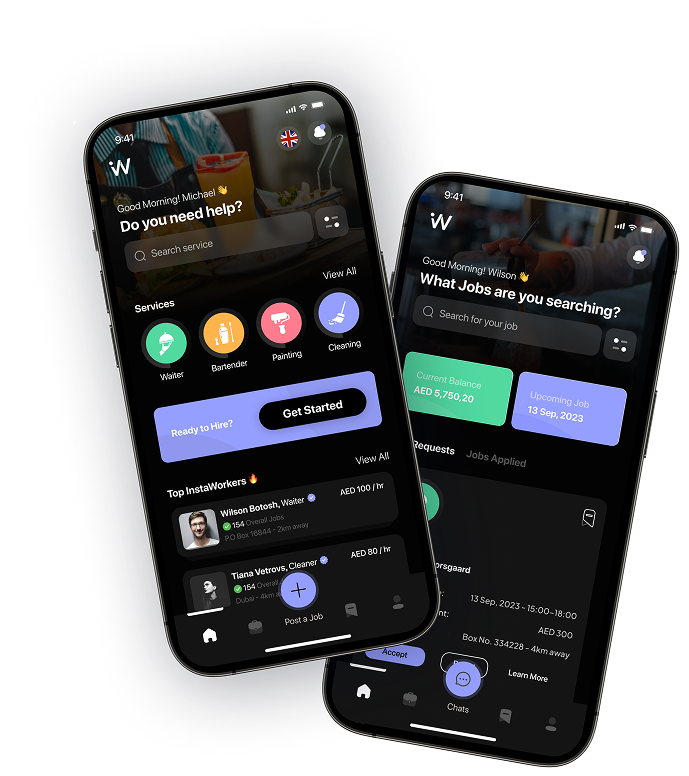 9:41
iW
Good Morning! Michael 👋
Do you need help?
Search service
Services
View All
Waiter
Bartender
Painting
Cleaning
Ready to Hire?
Get Started
Top InstaWorkers 🔥
View All
Wilson Botosh, Waiter
AED 100 / hr
154 Overall Jobs
P.O Box 16844 - 2km away
Tiana Vetrovs, Cleaner
AED 80 / hr
154 Overall
Dubai - 4km
Post a Job
9:41
iW
Good Morning! Wilson 👋
What Jobs are you searching?
Search for your job
Current Balance
AED 5,750,20
Upcoming Job
13 Sep, 2023
Requests
Jobs Applied
orsgaard
13 Sep, 2023 - 15:00-18:00
AED 300
Box No. 334228 - 4km away
Accept
Learn More
Chats